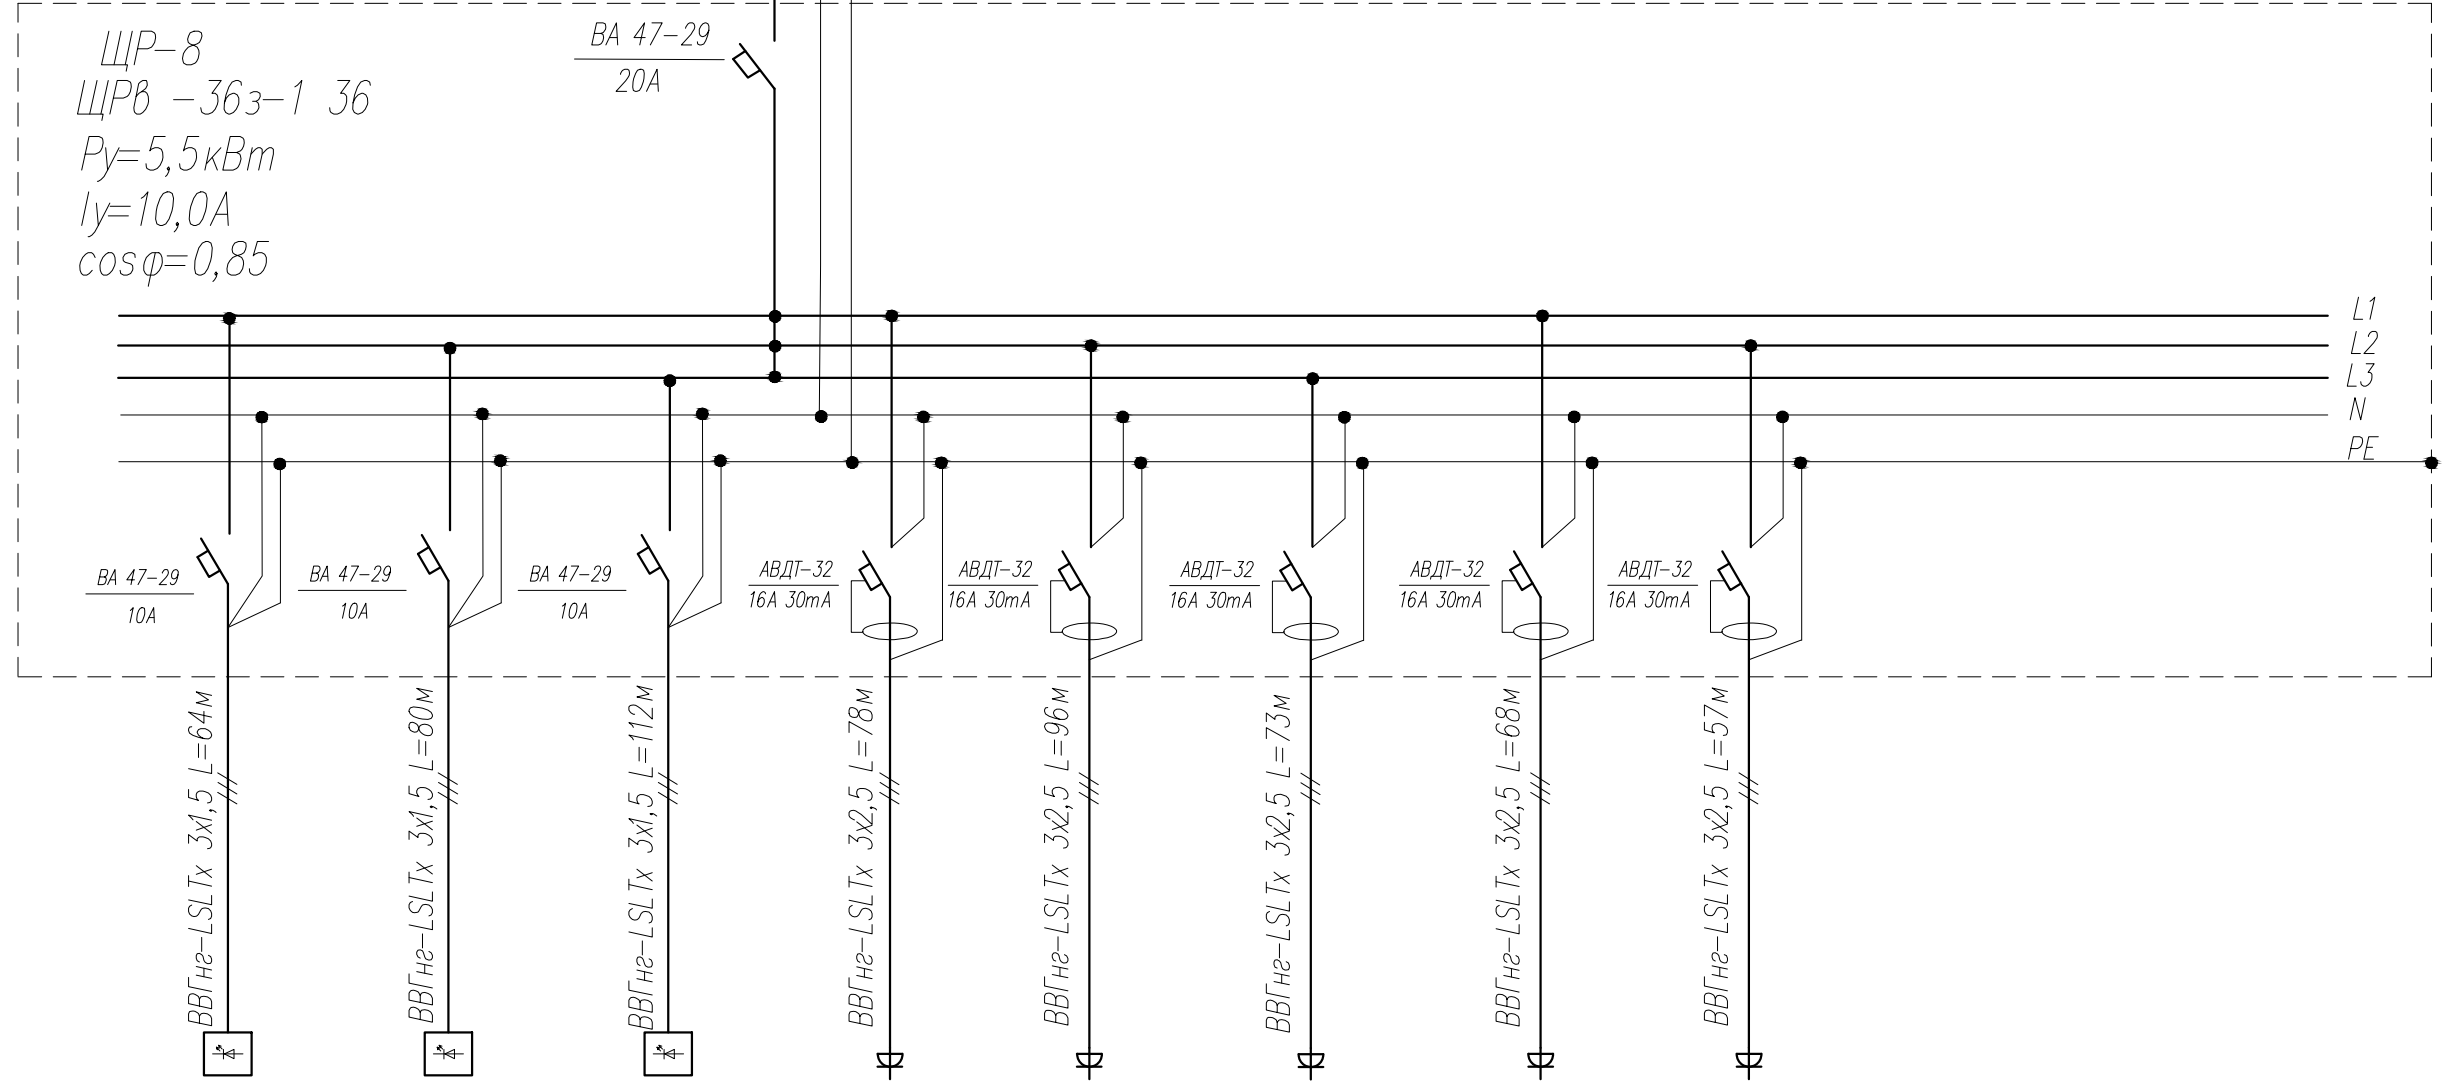 ЩР-8
ЩРв -36з-1 36
Ру=5,5кВт
Iу=10,0А
cosφ=0,85
ВА 47-29
20А
L1
L2
L3
N
PE
ВА 47-29
10А
ВА 47-29
10А
ВА 47-29
10А
АВДТ-32
16А 30mA
АВДТ-32
16А 30mA
АВДТ-32
16А 30mA
АВДТ-32
16А 30mA
АВДТ-32
16А 30mA
ВВГнг-LSLTx 3х1,5 L=64м
ВВГнг-LSLTx 3х1,5 L=80м
ВВГнг-LSLTx 3х1,5 L=112м
ВВГнг-LSLTx 3х2,5 L=78м
ВВГнг-LSLTx 3х2,5 L=96м
ВВГнг-LSLTx 3х2,5 L=73м
ВВГнг-LSLTx 3х2,5 L=68м
ВВГнг-LSLTx 3х2,5 L=57м